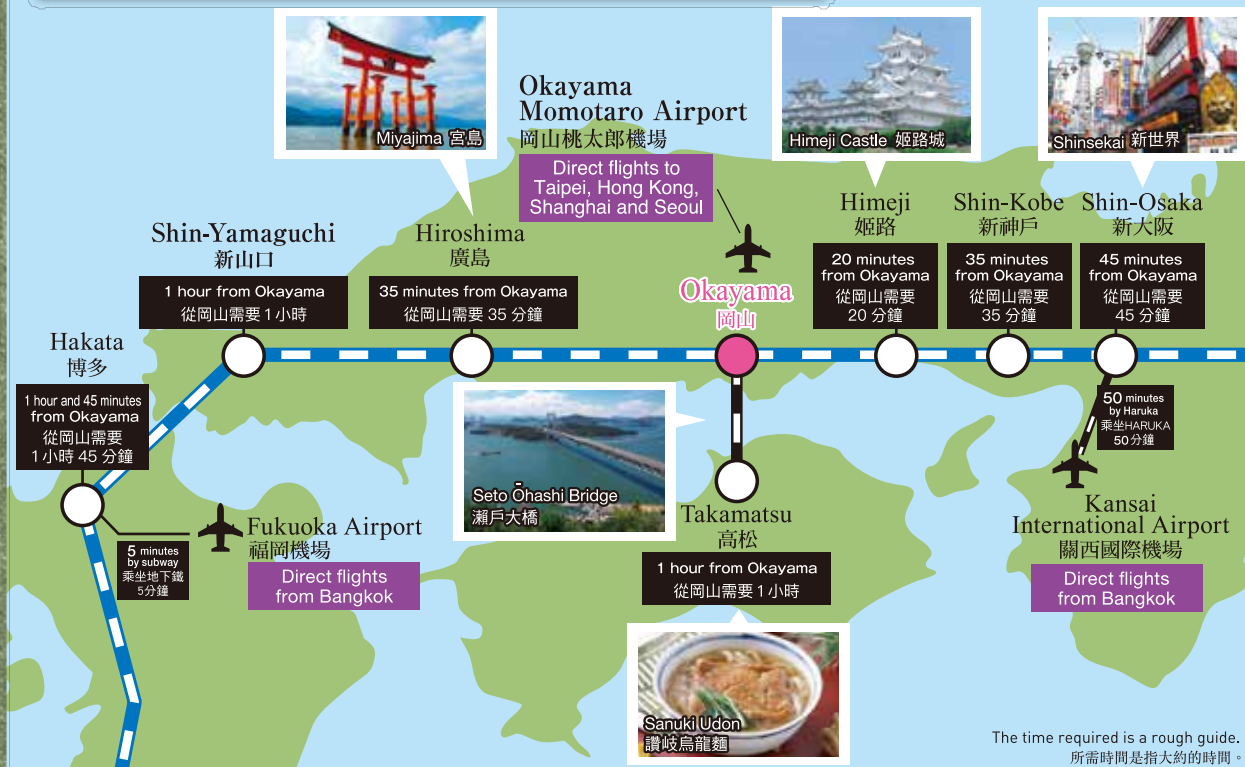 Miyajima 宮島
Okayama
Momotaro Airport
岡山桃太郎機場
Direct flights to
Taipei, Hong Kong,
Shanghai and Seoul
Himeji Castle 姬路城
Shinsekai 新世界
Shin-Yamaguchi
新山口
1 hour from Okayama
從岡山需要 1 小時
Hiroshima
廣島
35 minutes from Okayama
從岡山需要 35 分鐘
Okayama
岡山
Himeji
姬路
20 minutes
from Okayama
從岡山需要
20 分鐘
Shin-Kobe
新神戶
35 minutes
from Okayama
從岡山需要
35 分鐘
Shin-Osaka
新大阪
45 minutes
from Okayama
從岡山需要
45 分鐘
Hakata
博多
1 hour and 45 minutes
from Okayama
從岡山需要
1 小時 45 分鐘
5 minutes
by subway
乘坐地下鐵
5分鐘
Fukuoka Airport
福岡機場
Direct flights
from Bangkok
Seto Ōhashi Bridge
瀨戶大橋
Takamatsu
高松
1 hour from Okayama
從岡山需要 1 小時
Sanuki Udon
讚岐烏龍麵
50 minutes
by Haruka
乘坐HARUKA
50分鐘
Kansai
International Airport
關西國際機場
Direct flights
from Bangkok
The time required is a rough guide.
所需時間是指大約的時間。